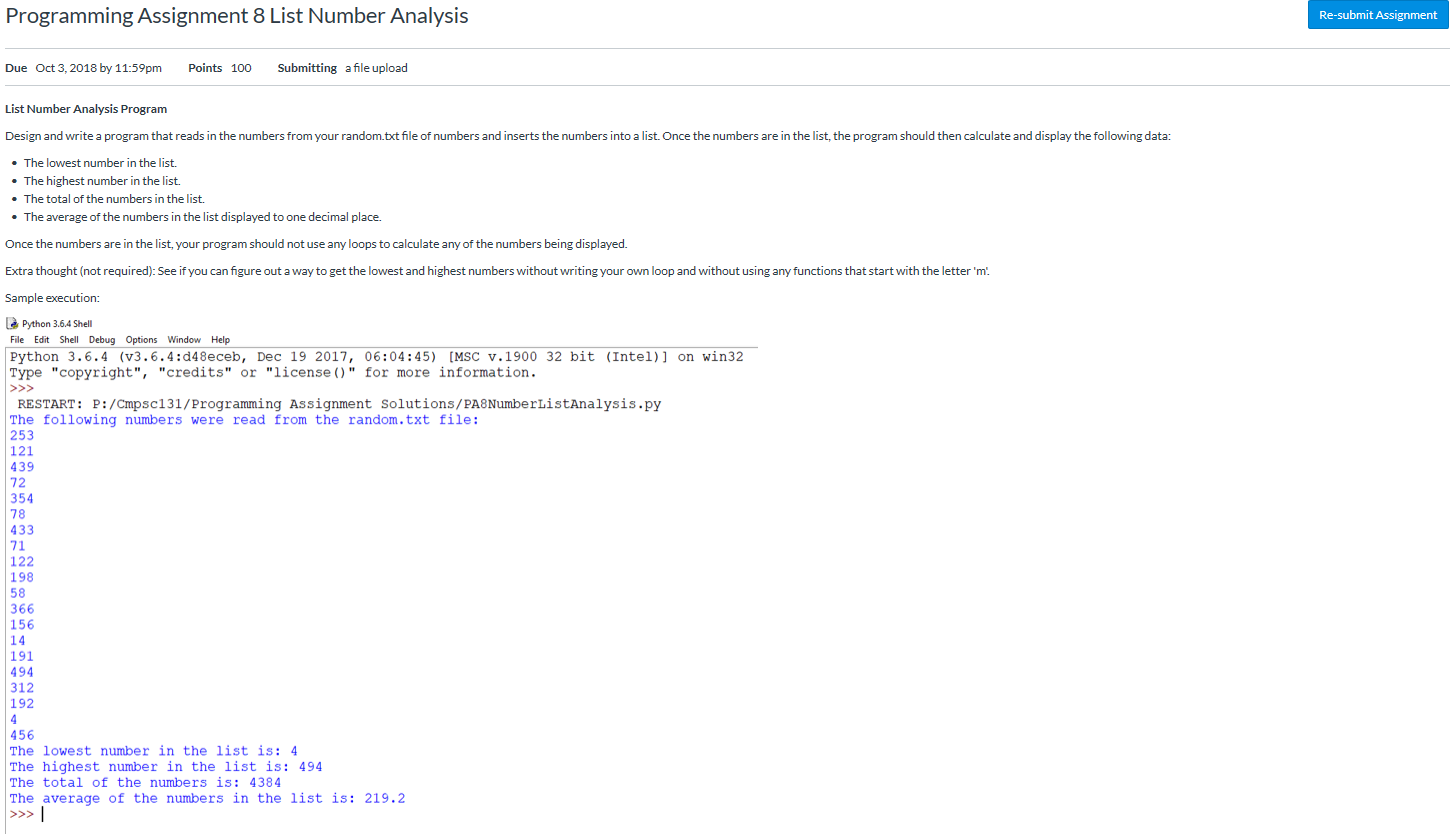 Programming Assignment 8 List Number Analysis
Re-submit Assignment
Due Oct 3, 2018 by 11:59pm Points 100 Submitting a file upload
List Number Analysis Program
Design and write a program that reads in the numbers from your random.txt file of numbers and inserts the numbers into a list. Once the numbers are in the list, the program should then calculate and display the following data:
• The lowest number in the list.
• The highest number in the list.
• The total of the numbers in the list.
• The average of the numbers in the list displayed to one decimal place.
Once the numbers are in the list, your program should not use any loops to calculate any of the numbers being displayed.
Extra thought (not required): See if you can figure out a way to get the lowest and highest numbers without writing your own loop and without using any functions that start with the letter 'm'.
Sample execution:
Python 3.6.4 Shell
File Edit Shell Debug Options Window Help
Python 3.6.4 (v3.6.4:d48eceb, Dec 19 2017, 06:04:45) [MSC v.1900 32 bit (Intel)] on win32
Type "copyright", "credits" or "license()" for more information.
>>>
RESTART: P:/Cmpsc131/Programming Assignment Solutions/PA8NumberListAnalysis.py
The following numbers were read from the random.txt file:
253
121
439
72
354
78
433
71
122
198
58
366
156
14
191
494
312
192
4
456
The lowest number in the list is: 4
The highest number in the list is: 494
The total of the numbers is: 4384
The average of the numbers in the list is: 219.2
>>>